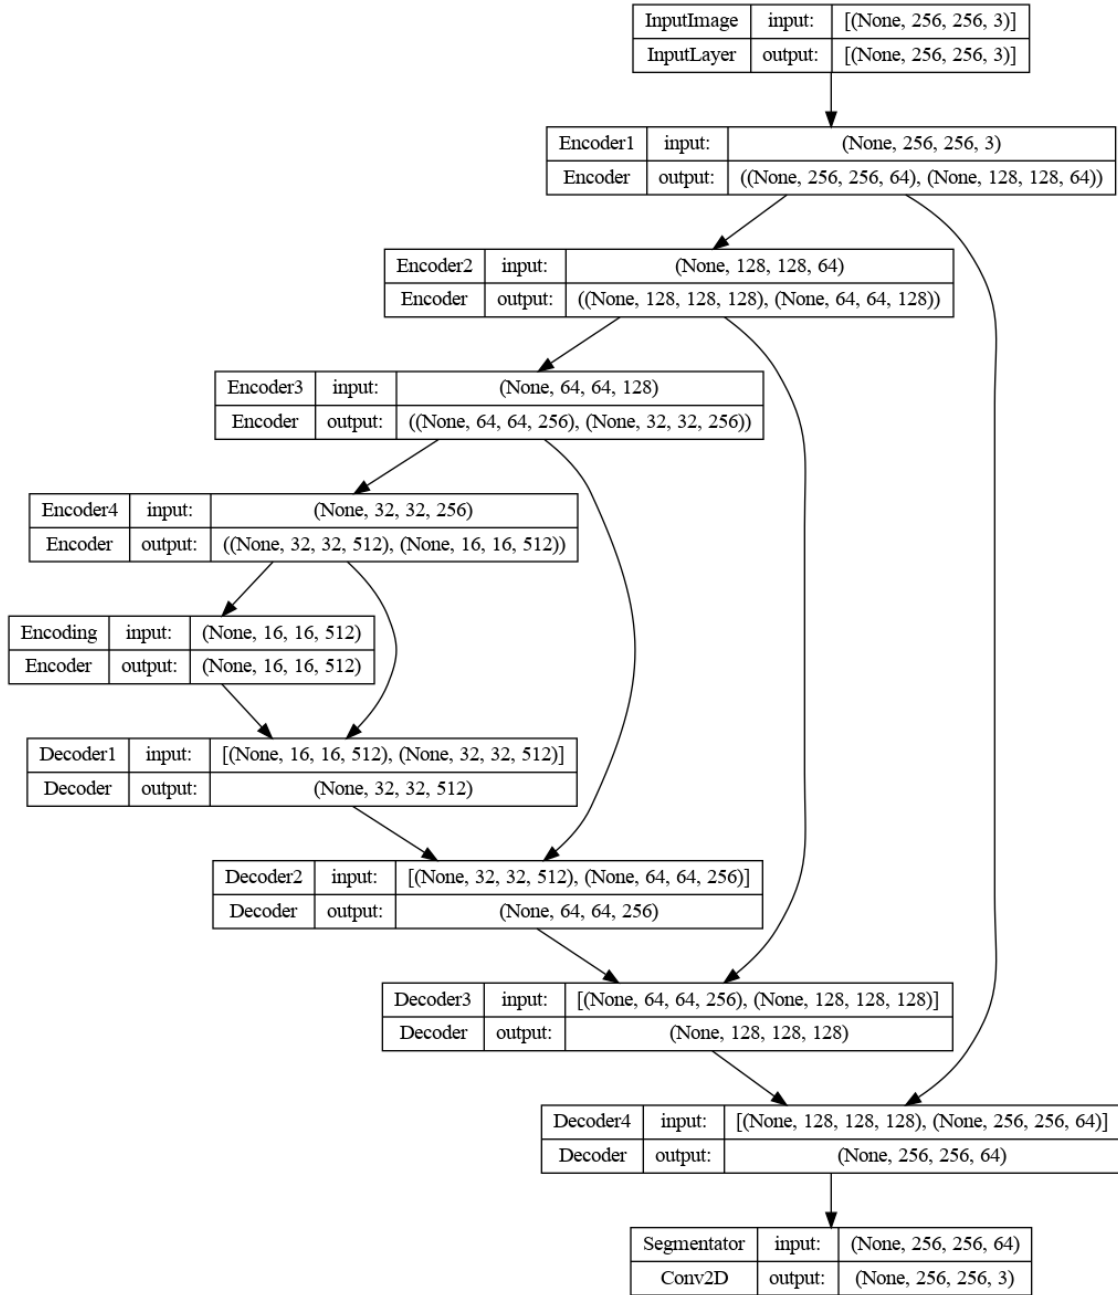 InputImage input: [(None, 256, 256, 3)]
InputLayer output: [(None, 256, 256, 3)]
Encoder1 input: (None, 256, 256, 3)
Encoder output: ((None, 256, 256, 64), (None, 128, 128, 64))
Encoder2 input: (None, 128, 128, 64)
Encoder output: ((None, 128, 128, 128), (None, 64, 64, 128))
Encoder3 input: (None, 64, 64, 128)
Encoder output: ((None, 64, 64, 256), (None, 32, 32, 256))
Encoder4 input: (None, 32, 32, 256)
Encoder output: ((None, 32, 32, 512), (None, 16, 16, 512))
Encoding input: (None, 16, 16, 512)
Encoder output: (None, 16, 16, 512)
Decoder1 input: [(None, 16, 16, 512), (None, 32, 32, 512)]
Decoder output: (None, 32, 32, 512)
Decoder2 input: [(None, 32, 32, 512), (None, 64, 64, 256)]
Decoder output: (None, 64, 64, 256)
Decoder3 input: [(None, 64, 64, 256), (None, 128, 128, 128)]
Decoder output: (None, 128, 128, 128)
Decoder4 input: [(None, 128, 128, 128), (None, 256, 256, 64)]
Decoder output: (None, 256, 256, 64)
Segmentator input: (None, 256, 256, 64)
Conv2D output: (None, 256, 256, 3)